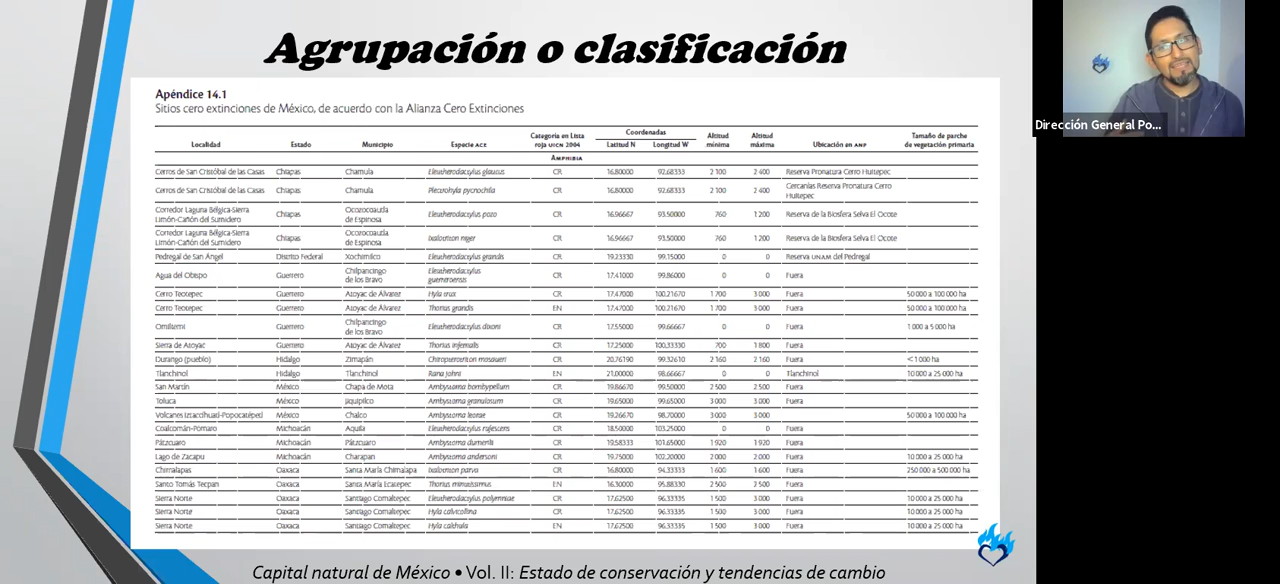 Agrupación o clasificación
Apéndice 14.1
Sitios cero extinciones de México, de acuerdo con la Alianza Cero Extinciones
Localidad Estado Municipio Especie ACE Categoría en Lista roja UICN 2004 Coordenadas Latitud N Longitud W Altitud mínima Altitud máxima Ubicación en ANP Tamaño de parche de vegetación primaria
AMPHIBIA
Cerros de San Cristóbal de las Casas Chiapas Chamula Eleutherodactylus glaucus CR 16.80000 92.68333 2 100 2 400 Reserva Pronatura Cerro Huitepec
Cerros de San Cristóbal de las Casas Chiapas Chamula Plectrohyla pycnochila CR 16.80000 92.68333 2 100 2 400 Cercanías Reserva Pronatura Cerro Huitepec
Corredor Laguna Bélgica-Sierra Limón-Cañón del Sumidero Chiapas Ocozocoautla de Espinosa Eleutherodactylus pozo CR 16.96667 93.50000 760 1 200 Reserva de la Biosfera Selva El Ocote
Corredor Laguna Bélgica-Sierra Limón-Cañón del Sumidero Chiapas Ocozocoautla de Espinosa Ixalotriton niger CR 16.96667 93.50000 760 1 200 Reserva de la Biosfera Selva El Ocote
Pedregal de San Ángel Distrito Federal Xochimilco Eleutherodactylus grandis CR 19.23330 99.15000 0 0 Reserva UNAM del Pedregal
Agua del Obispo Guerrero Chilpancingo de los Bravo Eleutherodactylus guerreroensis CR 17.41000 99.86000 0 0 Fuera
Cerro Teotepec Guerrero Atoyac de Álvarez Hyla trux CR 17.47000 100.21670 1 700 3 000 Fuera 50 000 a 100 000 ha
Cerro Teotepec Guerrero Atoyac de Álvarez Thorius grandis EN 17.47000 100.21670 1 700 3 000 Fuera 50 000 a 100 000 ha
Omiltemi Guerrero Chilpancingo de los Bravo Eleutherodactylus dixoni CR 17.55000 99.66667 0 0 Fuera 1 000 a 5 000 ha
Sierra de Atoyac Guerrero Atoyac de Álvarez Thorius infernalis CR 17.25000 100.33330 700 1 800 Fuera
Durango (pueblo) Hidalgo Zimapán Chiropterotriton mosaueri CR 20.76190 99.32610 2 160 2 160 Fuera < 1 000 ha
Tlanchinol Hidalgo Tlanchinol Rana johni EN 21.00000 98.66667 0 0 Tlanchinol 10 000 a 25 000 ha
San Martín México Chapa de Mota Ambystoma bombypellum CR 19.86670 99.50000 2 500 2 500 Fuera
Toluca México Jiquipilco Ambystoma granulosum CR 19.65000 99.65000 3 000 3 000 Fuera
Volcanes Iztaccíhuatl-Popocatépetl México Chalco Ambystoma leorae CR 19.26670 98.70000 3 000 3 000 50 000 a 100 000 ha
Coalcomán-Pómaro Michoacán Aquila Eleutherodactylus rufescens CR 18.50000 103.25000 0 0 Fuera
Pátzcuaro Michoacán Pátzcuaro Ambystoma dumerilii CR 19.58333 101.65000 1 920 1 920 Fuera
Lago de Zacapu Michoacán Charapan Ambystoma andersoni CR 19.75000 102.20000 2 000 2 000 Fuera 10 000 a 25 000 ha
Chimalapas Oaxaca Santa María Chimalapa Ixalotriton parva CR 16.80000 94.33333 1 600 1 600 Fuera 250 000 a 500 000 ha
Santo Tomás Tecpan Oaxaca Santa María Ecatepec Thorius minutissimus EN 16.30000 95.88330 2 500 2 500 Fuera
Sierra Norte Oaxaca Santiago Comaltepec Eleutherodactylus polymniae CR 17.62500 96.33335 1 500 3 000 Fuera 10 000 a 25 000 ha
Sierra Norte Oaxaca Santiago Comaltepec Hyla calvicollina CR 17.62500 96.33335 1 500 3 000 Fuera 10 000 a 25 000 ha
Sierra Norte Oaxaca Santiago Comaltepec Hyla calthula EN 17.62500 96.33335 1 500 3 000 Fuera 10 000 a 25 000 ha
Capital natural de México • Vol. II: Estado de conservación y tendencias de cambio
Dirección General Po...